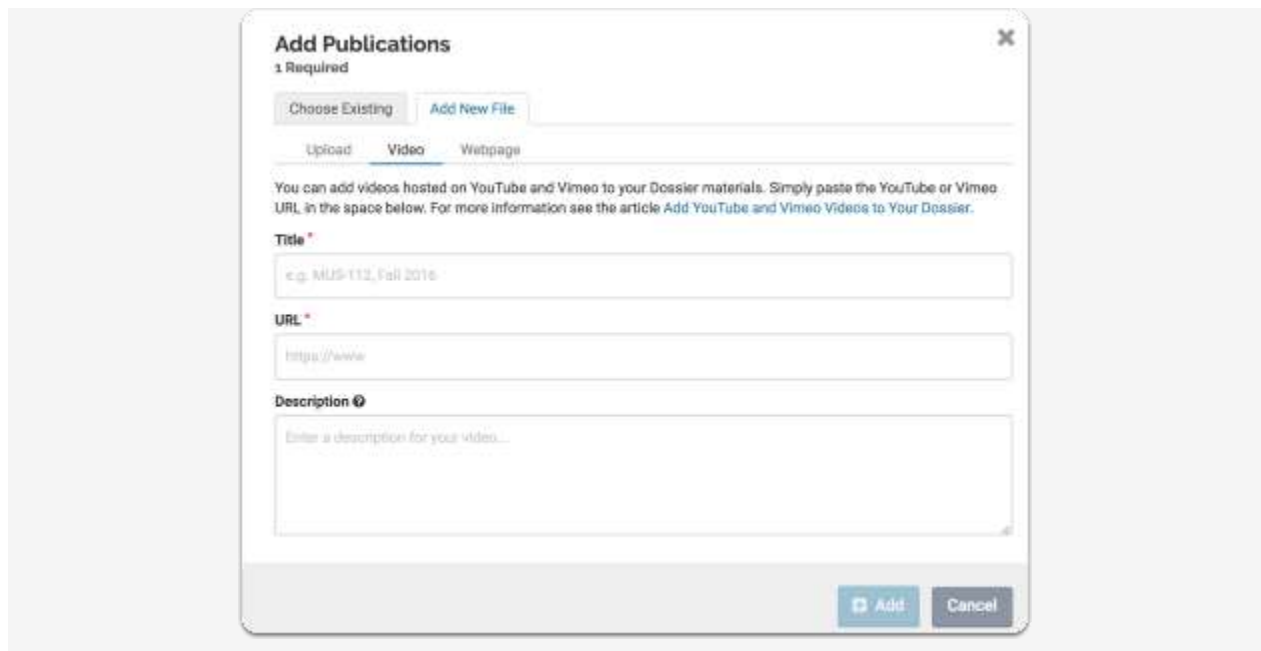 Add Publications
1 Required
Choose Existing Add New File
Upload Video Webpage
You can add videos hosted on YouTube and Vimeo to your Dossier materials. Simply paste the YouTube or Vimeo
URL in the space below. For more information see the article Add YouTube and Vimeo Videos to Your Dossier.
Title *
e.g. MUS-112, Fall 2016
URL *
https://www
Description
Enter a description for your video...
Add Cancel